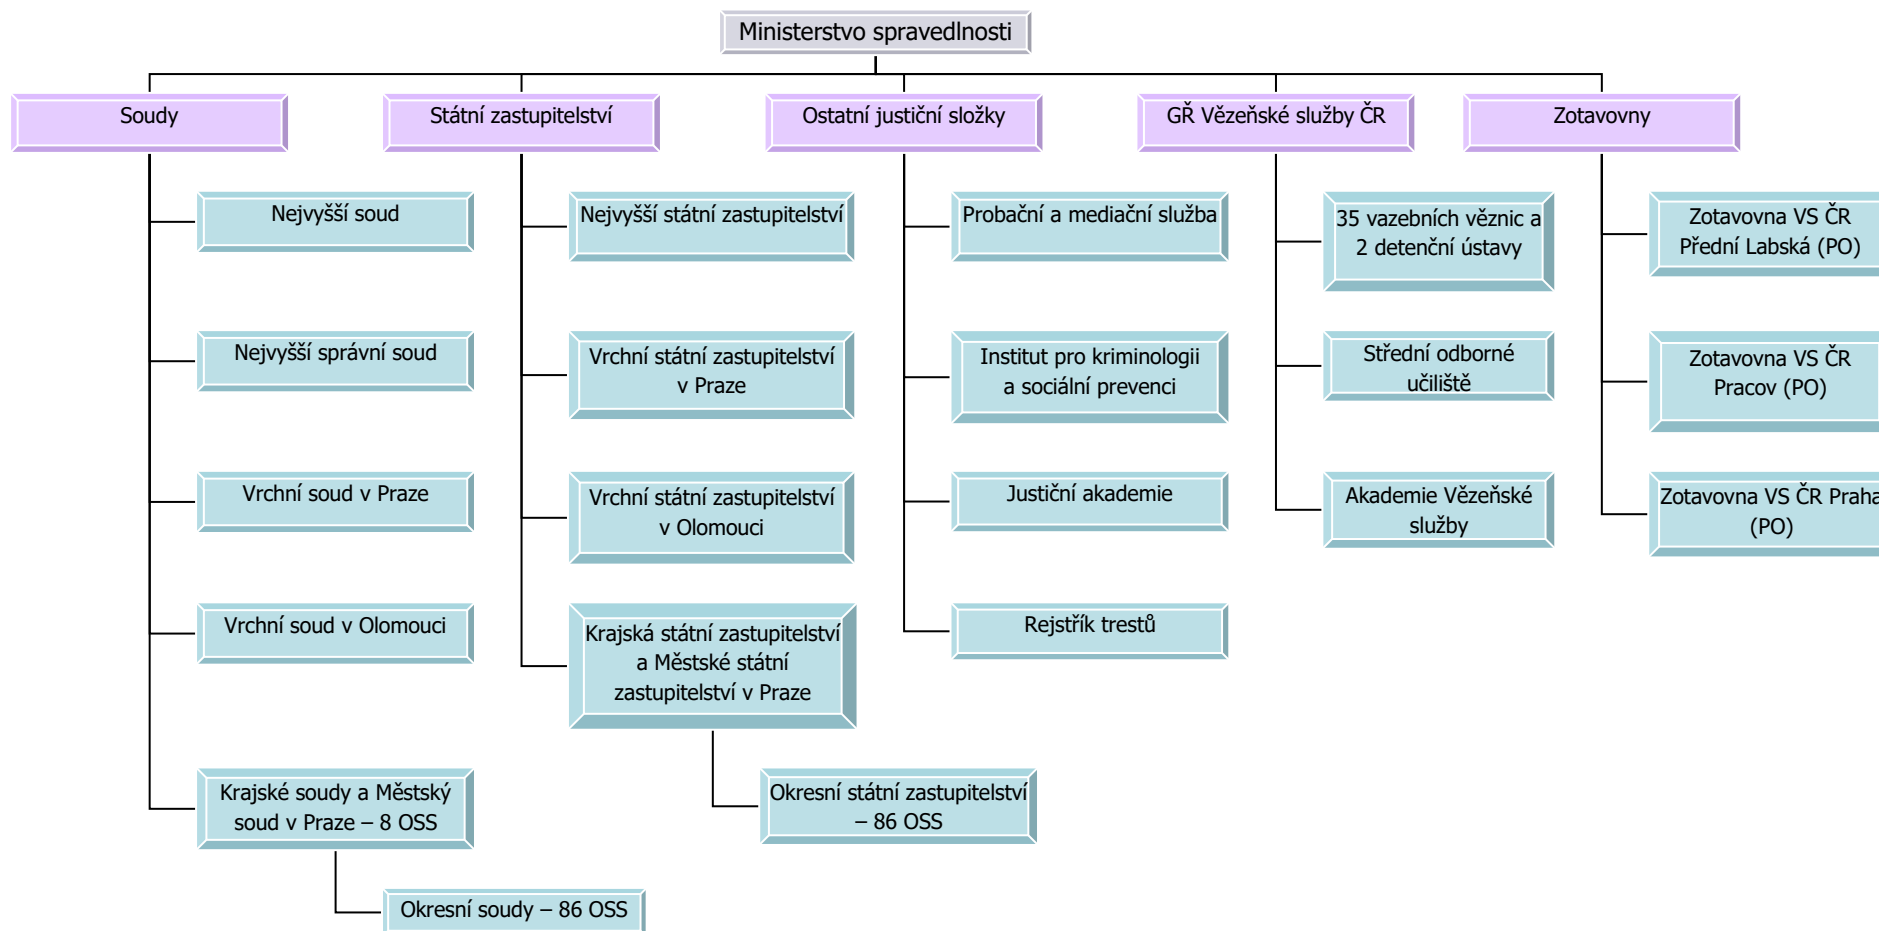 Ministerstvo spravedlnosti
Soudy
Státní zastupitelství
Ostatní justiční složky
GŘ Vězeňské služby ČR
Zotavovny
Nejvyšší soud
Nejvyšší správní soud
Vrchní soud v Praze
Vrchní soud v Olomouci
Krajské soudy a Městský
soud v Praze – 8 OSS
Okresní soudy – 86 OSS
Nejvyšší státní zastupitelství
Vrchní státní zastupitelství
v Praze
Vrchní státní zastupitelství
v Olomouci
Krajská státní zastupitelství
a Městské státní
zastupitelství v Praze
Okresní státní zastupitelství
– 86 OSS
Probační a mediační služba
Institut pro kriminologii
a sociální prevenci
Justiční akademie
Rejstřík trestů
35 vazebních věznic a
2 detenční ústavy
Střední odborné
učiliště
Akademie Vězeňské
služby
Zotavovna VS ČR
Přední Labská (PO)
Zotavovna VS ČR
Pracov (PO)
Zotavovna VS ČR Praha
(PO)